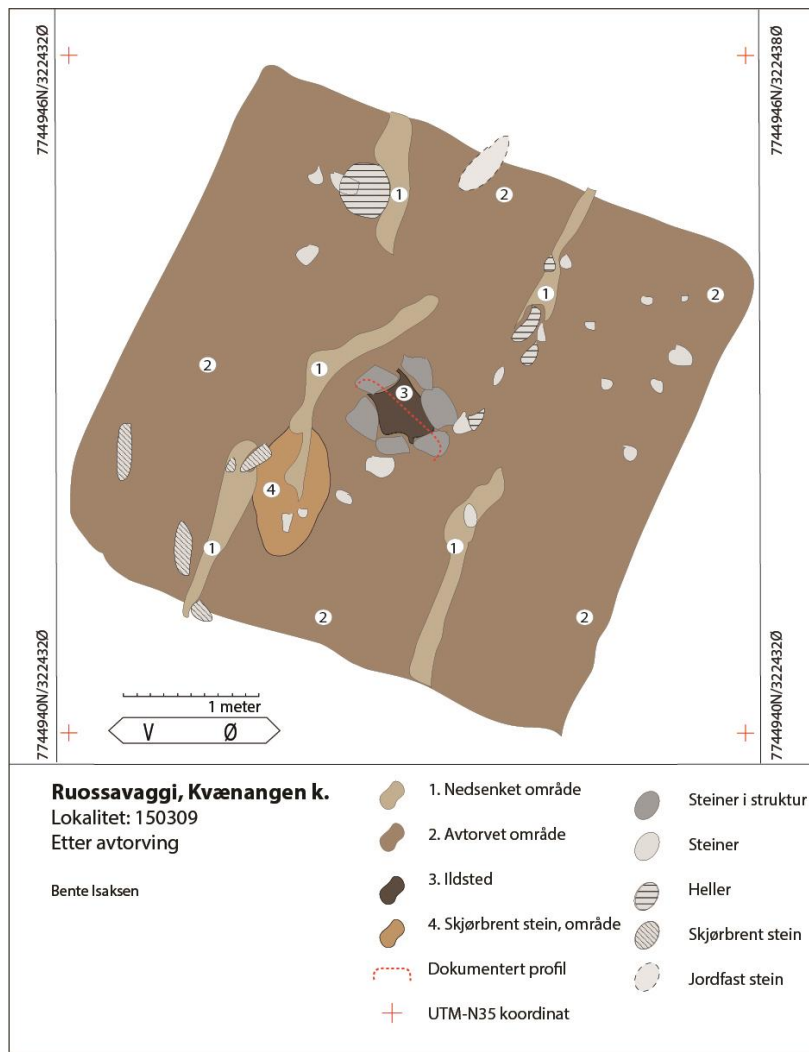 7744946N/322432Ø
7744946N/322438Ø
1
2
1
2
1
2
3
4
1
1
2
2
7744940N/322432Ø
7744940N/322432Ø
1 meter
V Ø
Ruossavaggi, Kvænangen k.
Lokalitet: 150309
Etter avtorving
Bente Isaksen
1. Nedsenket område
2. Avtorvet område
3. Ildsted
4. Skjørbrent stein, område
Dokumentert profil
UTM-N35 koordinat
Steiner i struktur
Steiner
Heller
Skjørbrent stein
Jordfast stein